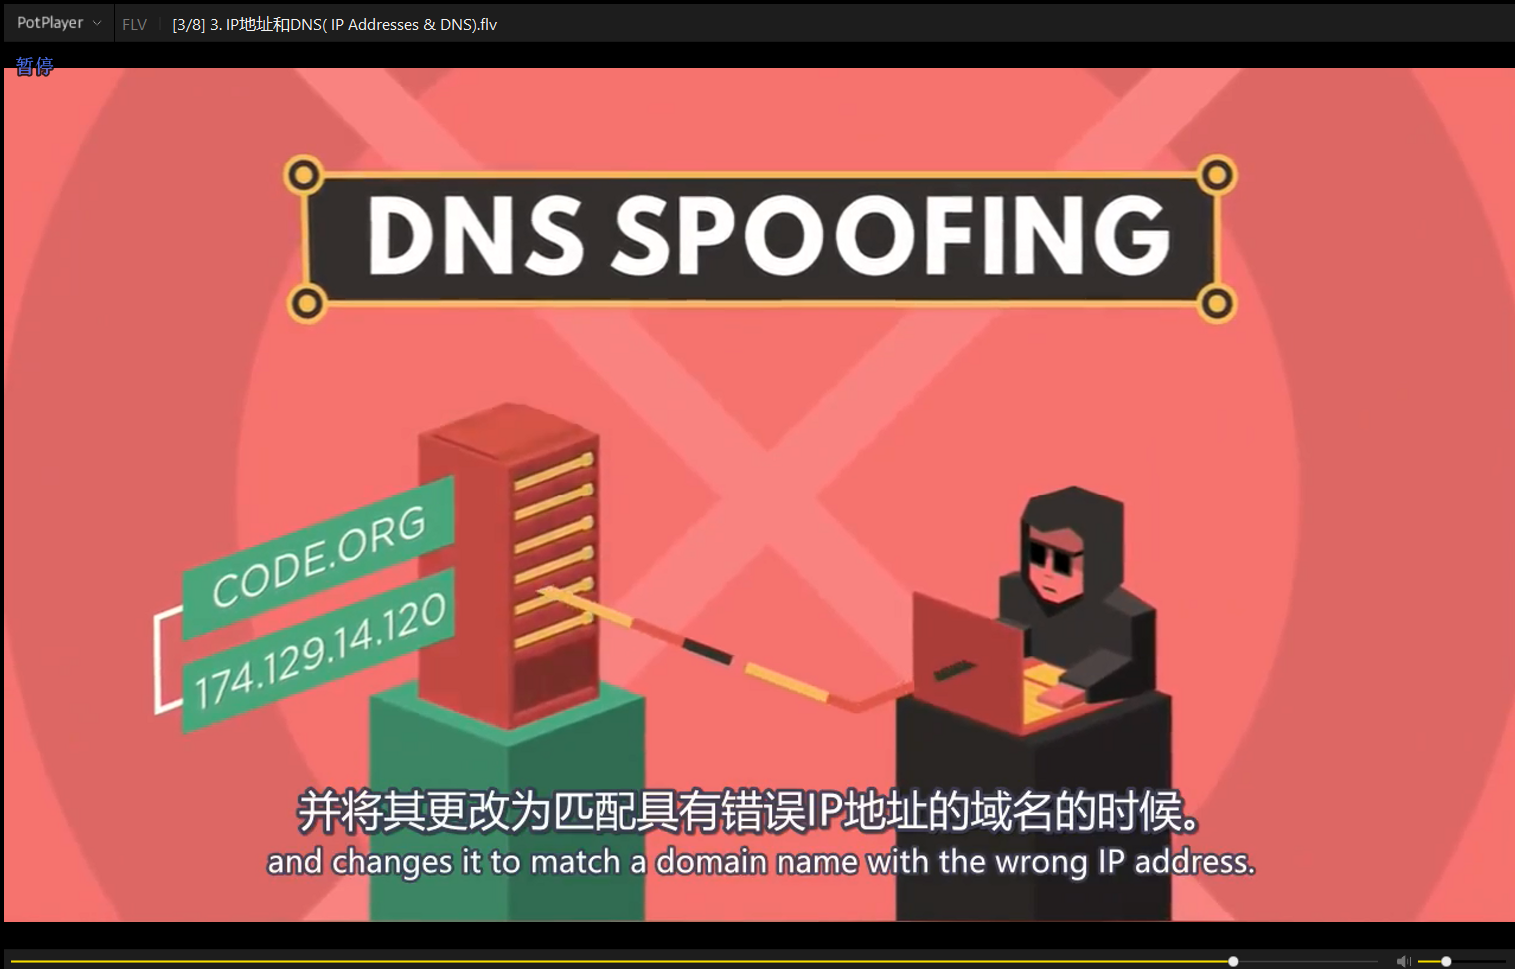 PotPlayer FLV [3/8] 3. IP地址和DNS( IP Addresses & DNS).flv
暂停
DNS SPOOFING
CODE.ORG
174.129.14.120
并将其更改为匹配具有错误IP地址的域名的时候。
and changes it to match a domain name with the wrong IP address.